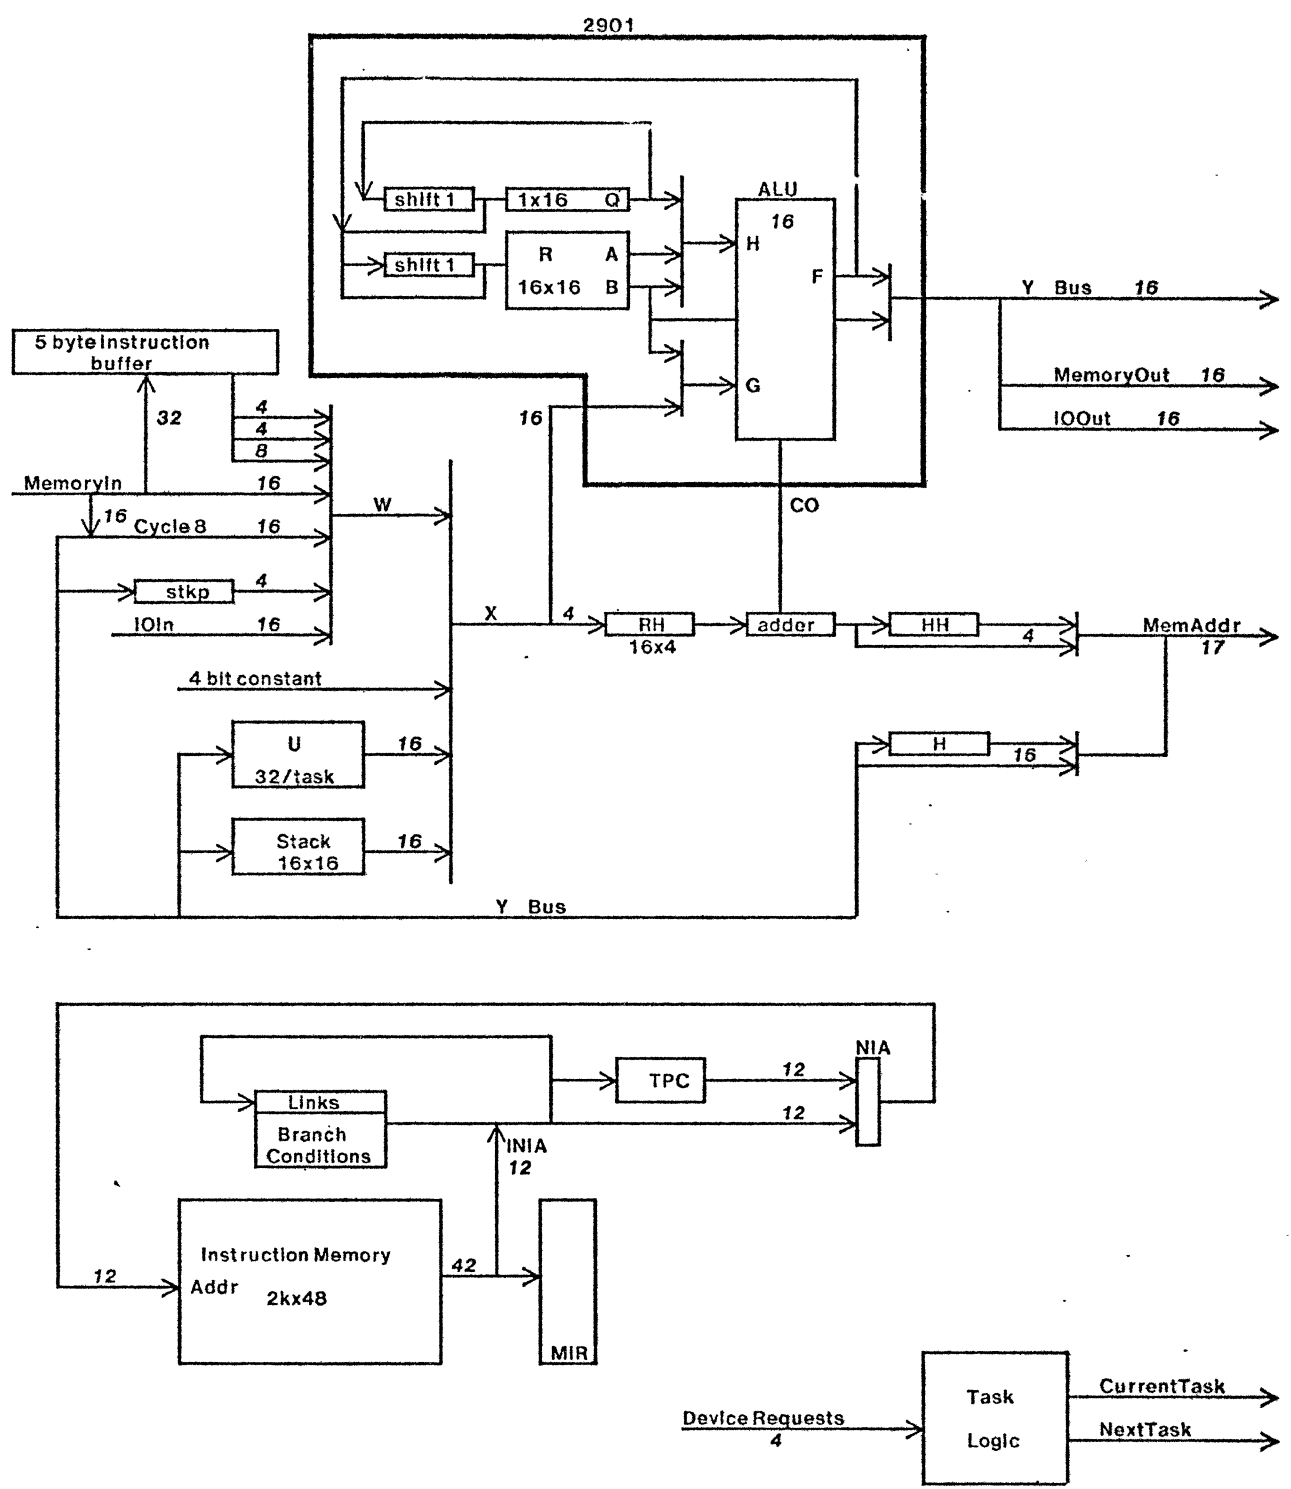 2901
ALU
16
shift 1
1x16 Q
H
shift 1
R A
16x16 B
F
Y Bus 16
5 byte instruction
buffer
G
MemoryOut 16
IOOut 16
4
4
8
32
16
MemoryIn 16
16
Cycle 8 16
W
CO
stkp 4
IOIn 16
X
4
RH
16x4
adder
HH
4
MemAddr
17
4 bit constant
U
32/task
16
H
16
Stack
16x16
16
Y Bus
NIA
TPC
12
Links
12
Branch
Conditions
INIA
12
Instruction Memory
12
Addr
2kx48
42
MIR
Task
Logic
CurrentTask
Device Requests
4
NextTask